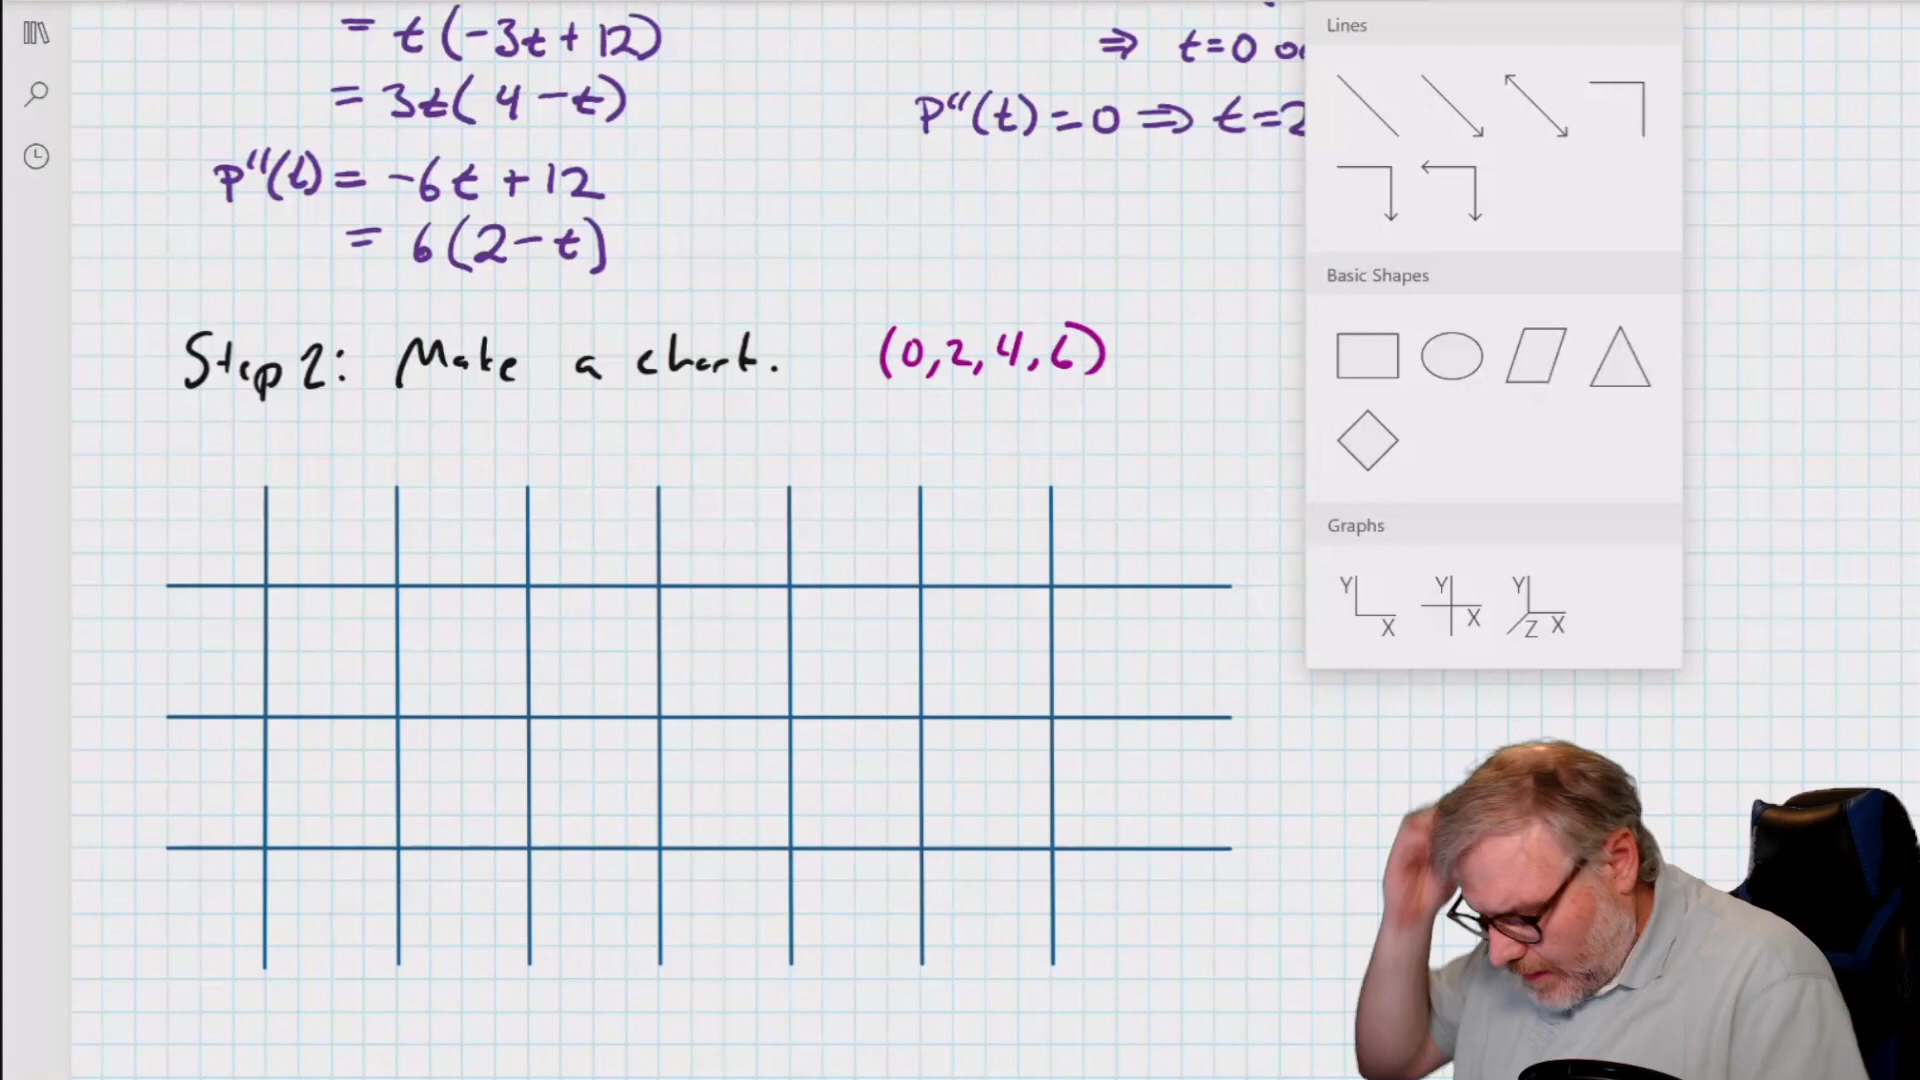 = t(-3t+12)
= 3t(4-t)
p''(t) = -6t + 12
= 6(2-t)
⇒ t=0 o
p''(t) = 0 ⇒ t=2
Step 2: Make a chart. (0,2,4,6)
Lines
Basic Shapes
Graphs
Y X Y X Y Z X